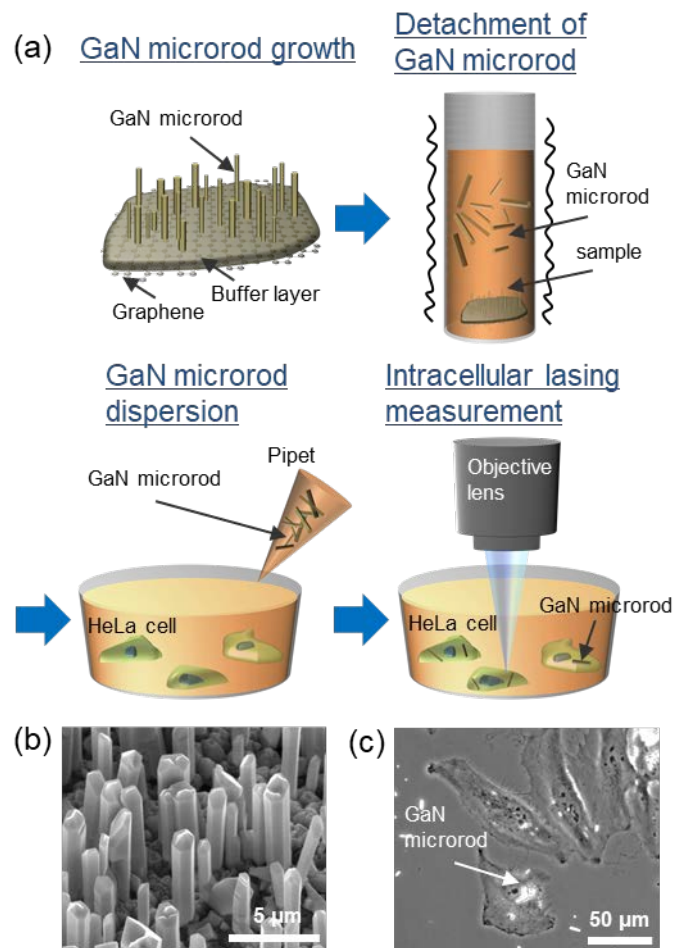 (a)
GaN microrod growth
GaN microrod
Buffer layer
Graphene
Detachment of
GaN microrod
GaN
microrod
sample
GaN microrod
dispersion
Pipet
GaN microrod
HeLa cell
Intracellular lasing
measurement
Objective
lens
GaN microrod
HeLa cell
(b)
5 μm
(c)
GaN
microrod
50 μm